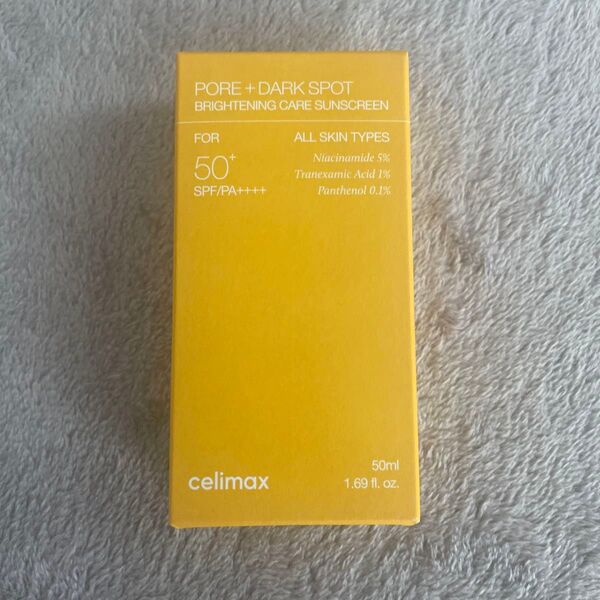 PORE + DARK SPOT
BRIGHTENING CARE SUNSCREEN
FOR ALL SKIN TYPES
50+
SPF/PA++++
Niacinamide 5%
Tranexamic Acid 1%
Panthenol 0.1%
celimax
50ml
1.69 fl. oz.